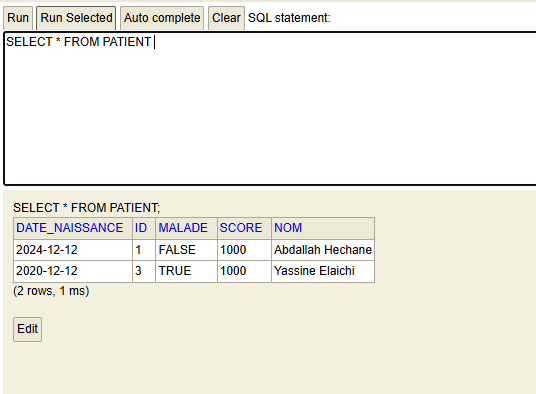 Run Run Selected Auto complete Clear SQL statement:
SELECT * FROM PATIENT
SELECT * FROM PATIENT;
DATE_NAISSANCE ID MALADE SCORE NOM
2024-12-12 1 FALSE 1000 Abdallah Hechane
2020-12-12 3 TRUE 1000 Yassine Elaichi
(2 rows, 1 ms)
Edit